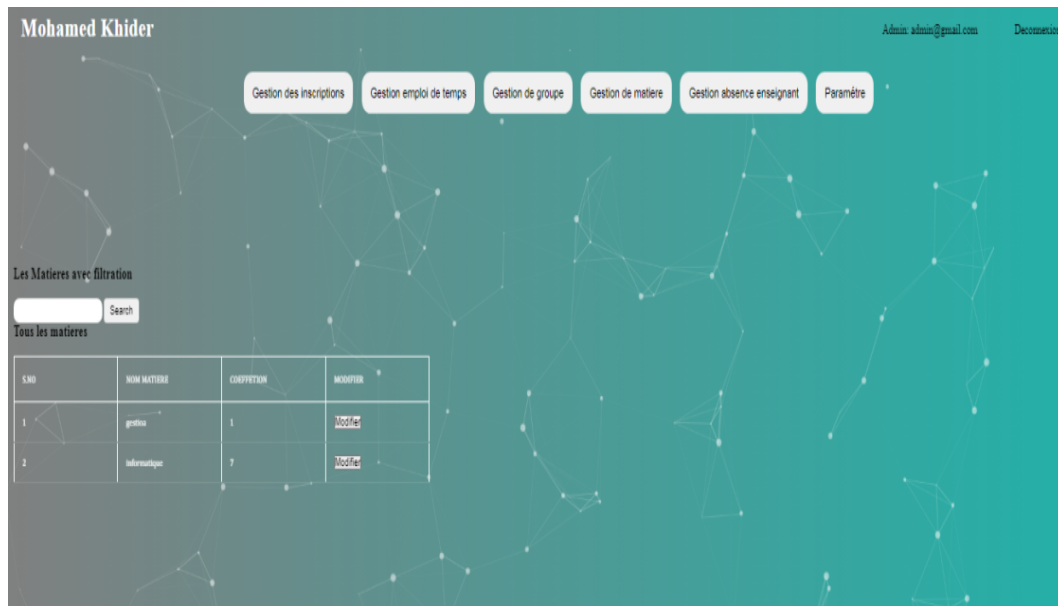 Mohamed Khider
Admin: admin@gmail.com Deconnexion
Gestion des inscriptions Gestion emploi de temps Gestion de groupe Gestion de matiere Gestion absence enseignant Paramétre
Les Matieres avec filtration
Search
Tous les matieres
S.NO NOM MATIERE COEFFETION MODIFIER
1 gestion 1 Modifier
2 informatique 7 Modifier